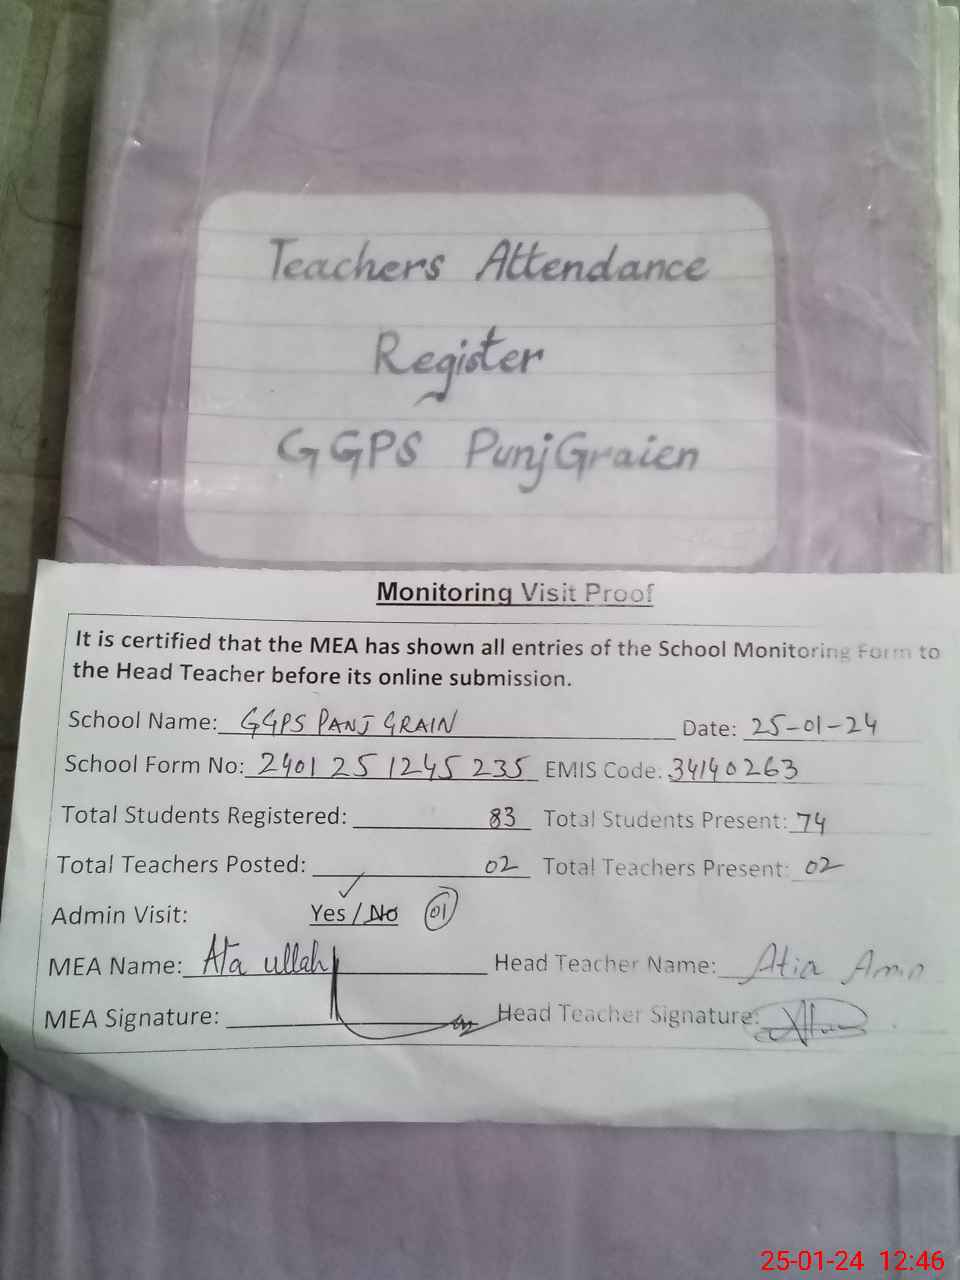 Teachers Attendance
Register
GGPS PunjGraien
Monitoring Visit Proof
It is certified that the MEA has shown all entries of the School Monitoring Form to
the Head Teacher before its online submission.
School Name: GGPS PANJ GRAIN Date: 25-01-24
School Form No: 2401 25 1245 235 EMIS Code: 34140263
Total Students Registered: 83 Total Students Present: 74
Total Teachers Posted: 02 Total Teachers Present: 02
Admin Visit: Yes / No 01
MEA Name: Ata ullah Head Teacher Name: Atia Amin
MEA Signature: Head Teacher Signature:
25-01-24 12:46